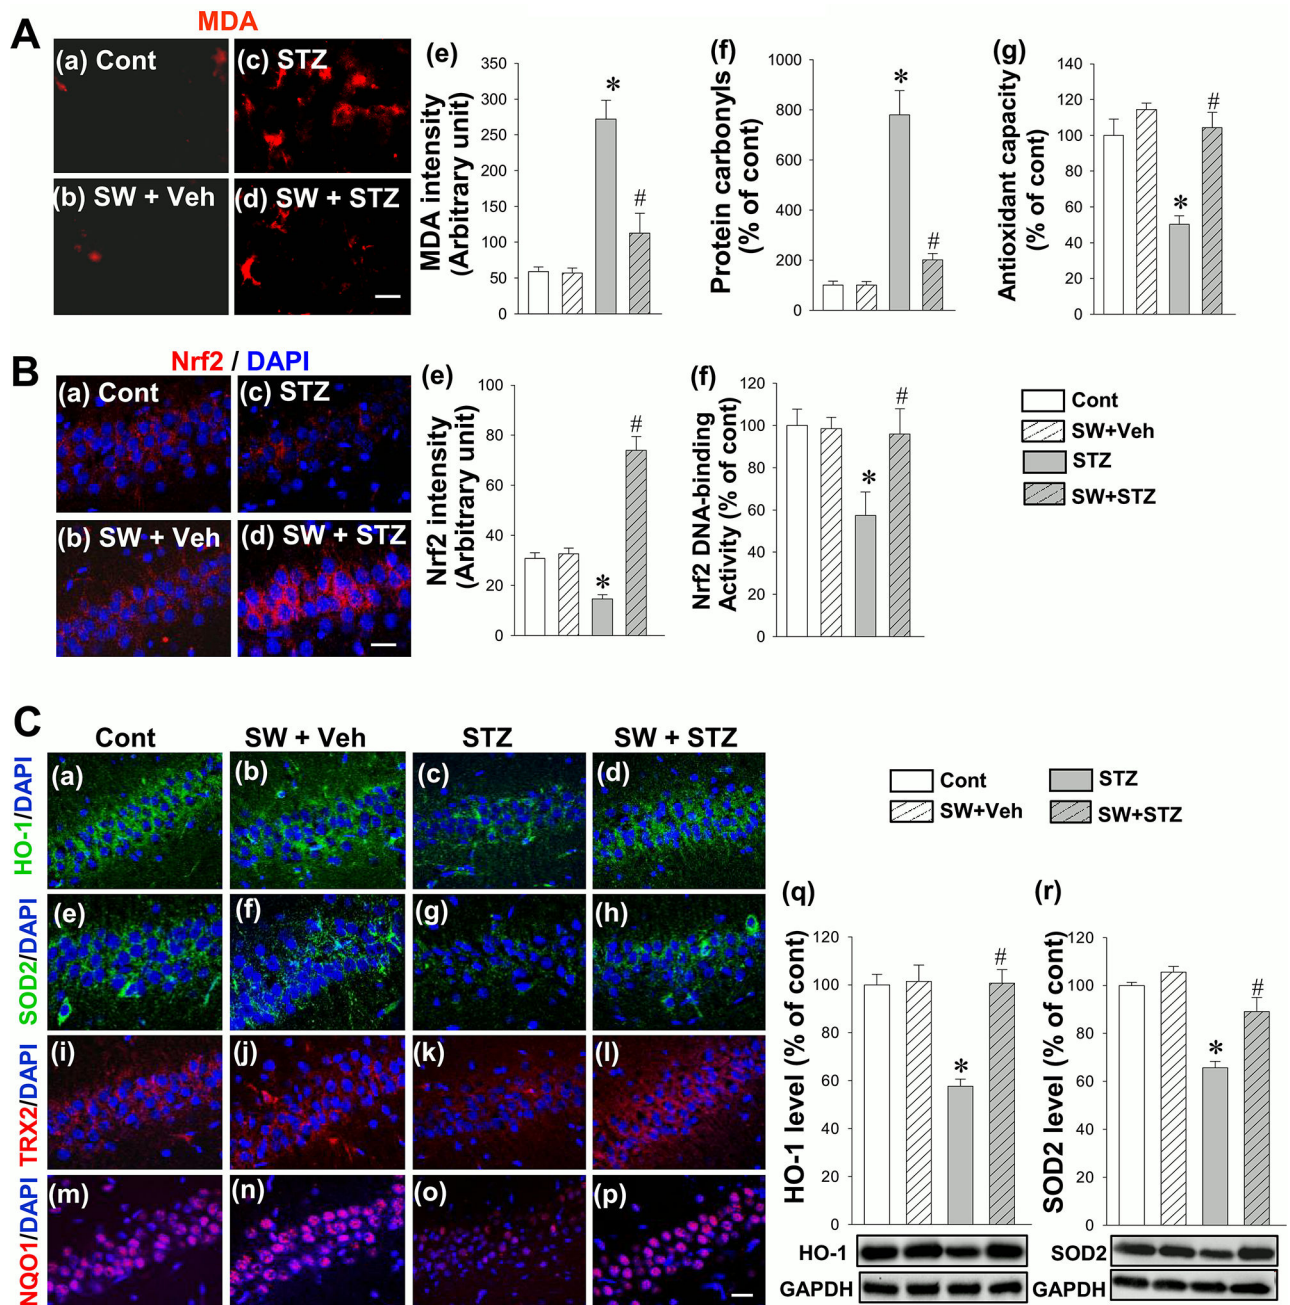 A
MDA
(a) Cont
(c) STZ
(b) SW + Veh
(d) SW + STZ
(e)
MDA intensity
(Arbitrary unit)
350
300
250
200
150
100
50
0
*
#
(f)
Protein carbonyls
(% of cont)
1000
800
600
400
200
0
*
#
(g)
Antioxidant capacity
(% of cont)
140
120
100
80
60
40
20
0
*
#
B
Nrf2 / DAPI
(a) Cont
(c) STZ
(b) SW + Veh
(d) SW + STZ
(e)
Nrf2 intensity
(Arbitrary unit)
100
80
60
40
20
0
*
#
(f)
Nrf2 DNA-binding
Activity (% of cont)
120
100
80
60
40
20
0
*
#
Cont
SW+Veh
STZ
SW+STZ
C
Cont
SW + Veh
STZ
SW + STZ
HO-1/DAPI
(a)
(b)
(c)
(d)
SOD2/DAPI
(e)
(f)
(g)
(h)
TRX2/DAPI
(i)
(j)
(k)
(l)
NQO1/DAPI
(m)
(n)
(o)
(p)
Cont
STZ
SW+Veh
SW+STZ
(q)
HO-1 level (% of cont)
120
100
80
60
40
20
0
*
#
HO-1
GAPDH
(r)
SOD2 level (% of cont)
120
100
80
60
40
20
0
*
#
SOD2
GAPDH